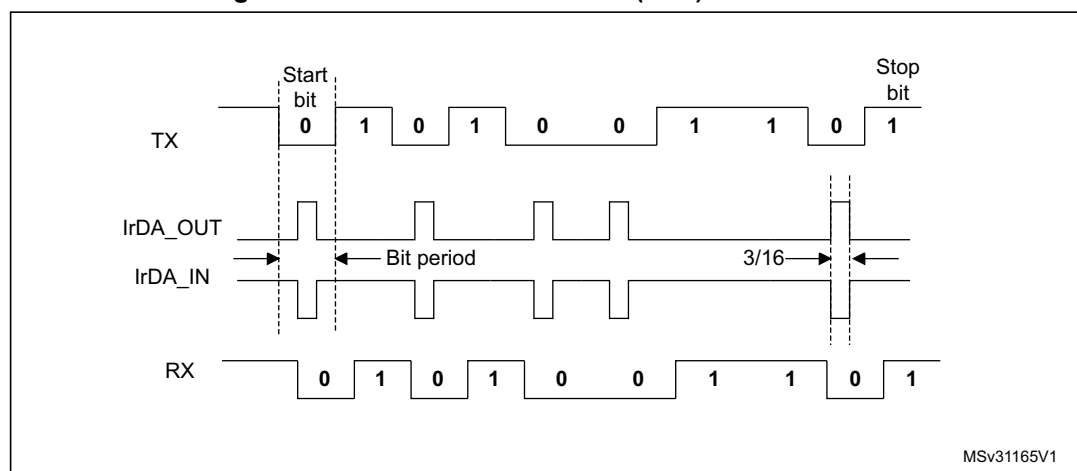 (
Start
bit
Stop
bit
TX
0 1 0 1 0 0 1 1 0 1
IrDA_OUT
Bit period
3/16
IrDA_IN
RX
0 1 0 1 0 0 1 1 0 1
MSv31165V1